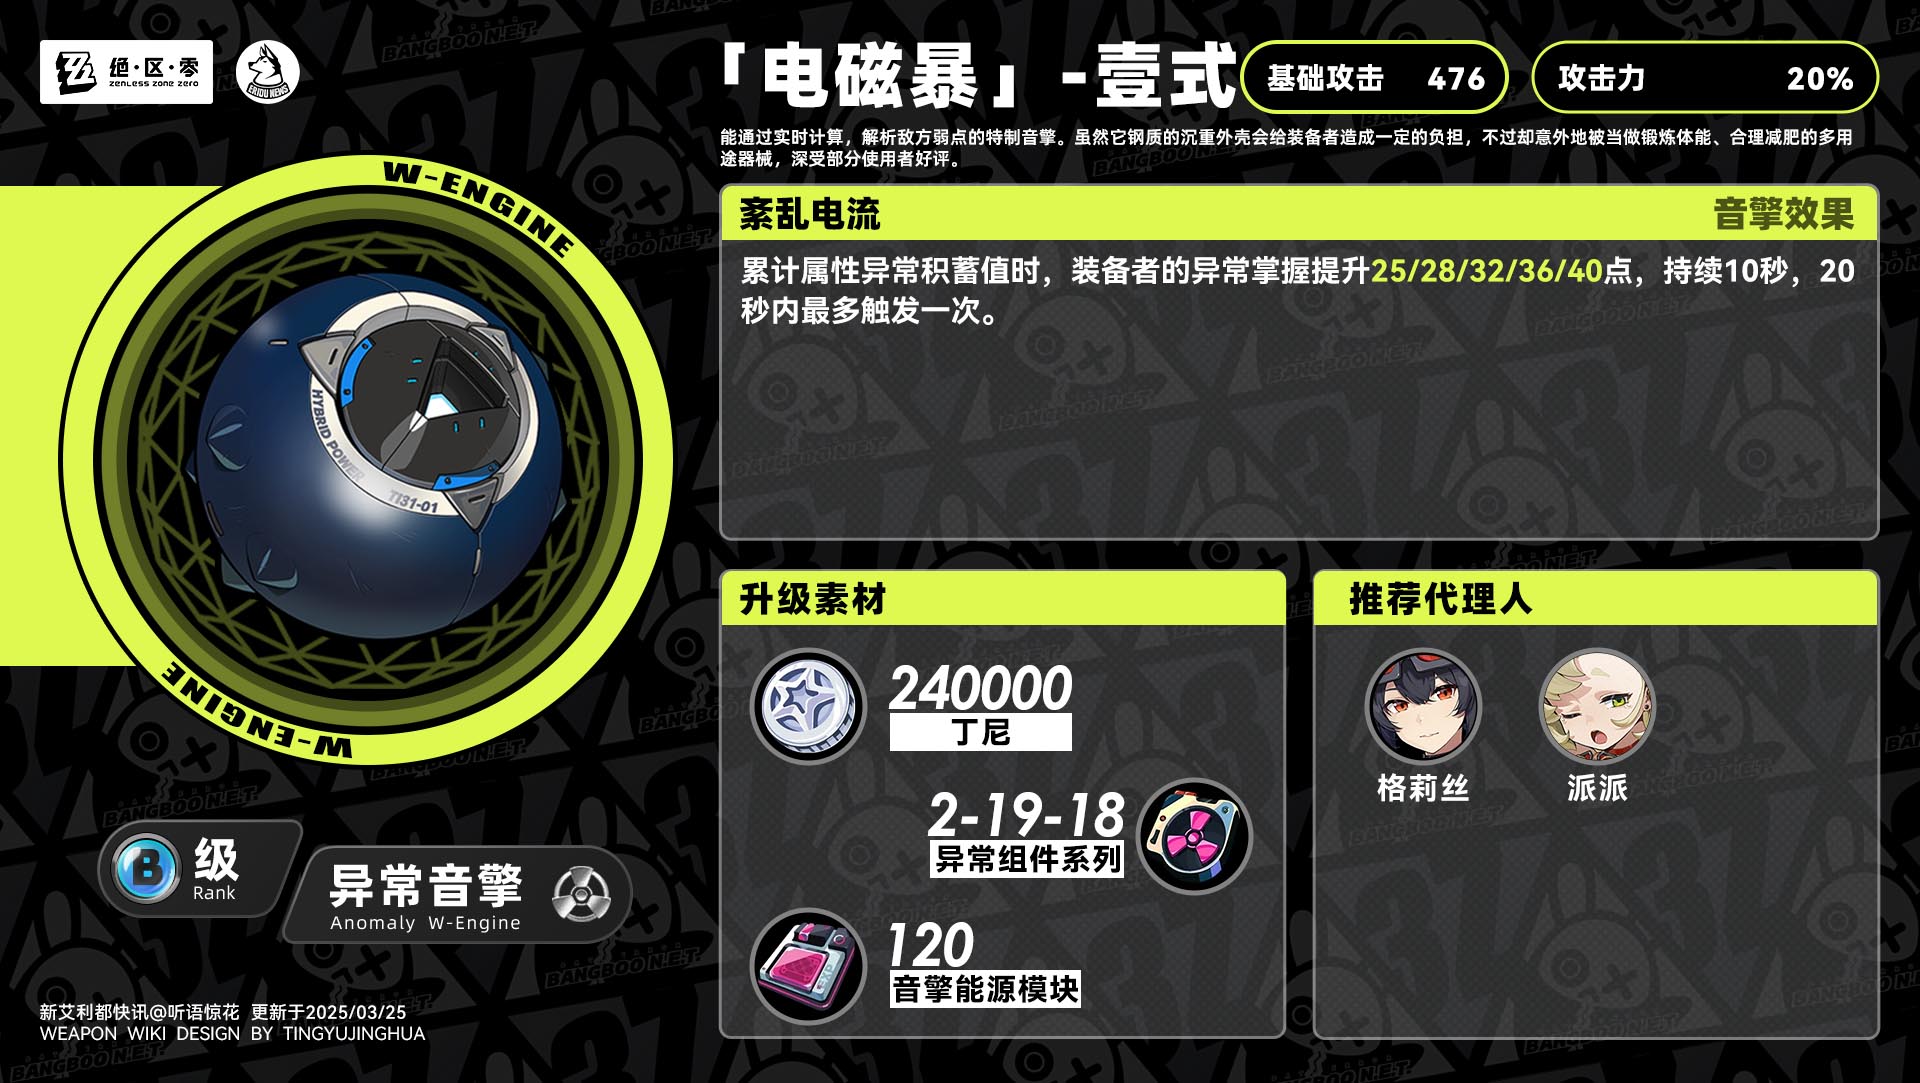 绝·区·零
ZENLESS ZONE ZERO
ERIDU NEWS
「电磁暴」-壹式
基础攻击 476
攻击力 20%
能通过实时计算，解析敌方弱点的特制音擎。虽然它钢质的沉重外壳会给装备者造成一定的负担，不过却意外地被当做锻炼体能、合理减肥的多用
途器械，深受部分使用者好评。
W-ENGINE
HYBRID POWER
TI31-01
W-ENGINE
紊乱电流 音擎效果
累计属性异常积蓄值时，装备者的异常掌握提升25/28/32/36/40点，持续10秒，20
秒内最多触发一次。
升级素材
240000
丁尼
2-19-18
异常组件系列
120
音擎能源模块
推荐代理人
格莉丝
派派
B
级
Rank
异常音擎
Anomaly W-Engine
新艾利都快讯@听语惊花 更新于2025/03/25
WEAPON WIKI DESIGN BY TINGYUJINGHUA
BANGBOO N.E.T.